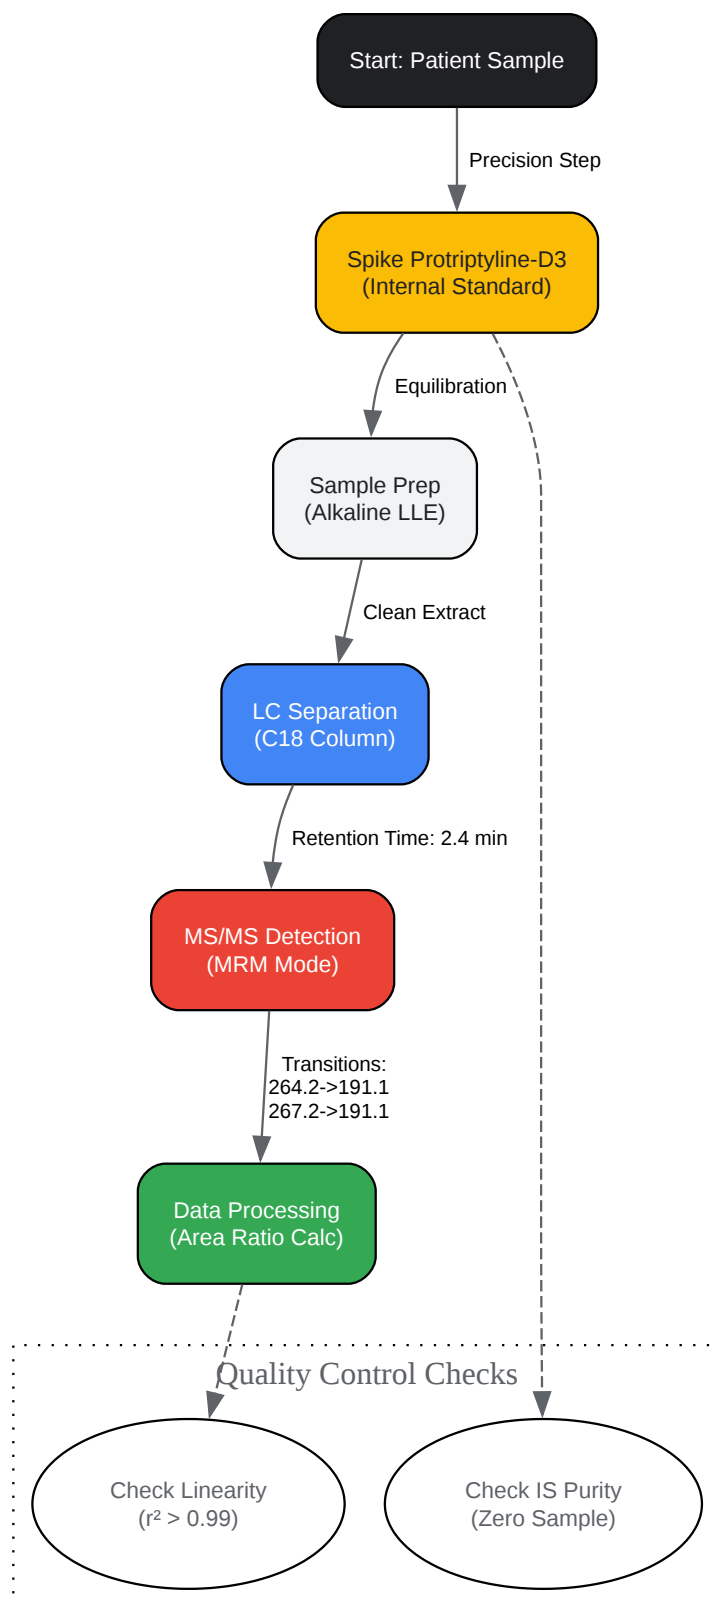 Start: Patient Sample
Precision Step
Spike Protriptyline-D3
(Internal Standard)
Equilibration
Sample Prep
(Alkaline LLE)
Clean Extract
LC Separation
(C18 Column)
Retention Time: 2.4 min
MS/MS Detection
(MRM Mode)
Transitions:
264.2->191.1
267.2->191.1
Data Processing
(Area Ratio Calc)
Quality Control Checks
Check Linearity
(r² > 0.99)
Check IS Purity
(Zero Sample)